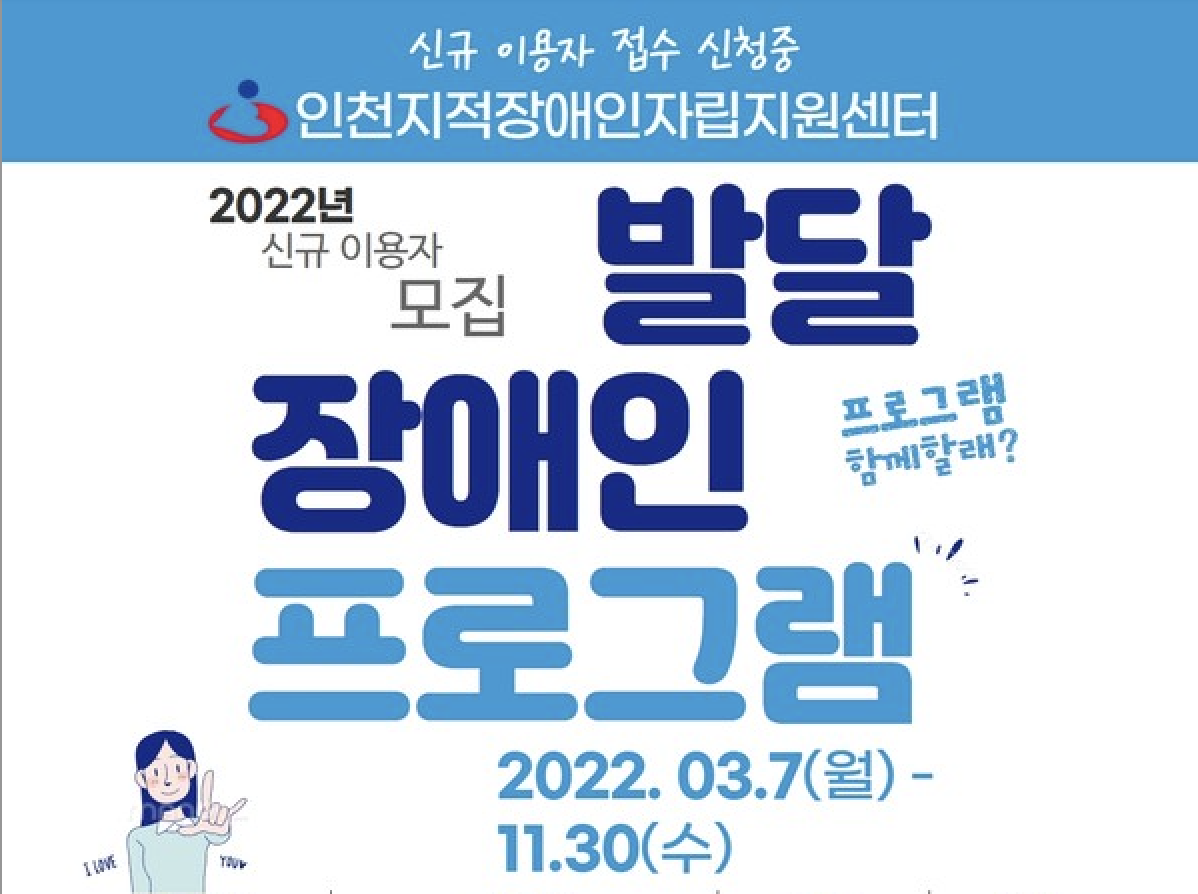 신규 이용자 접수 신청중
인천지적장애인자립지원센터
2022년
신규 이용자
모집
발달
장애인
프로그램
함께할래?
프로그램
2022. 03.7(월) -
11.30(수)
I LOVE
YOU